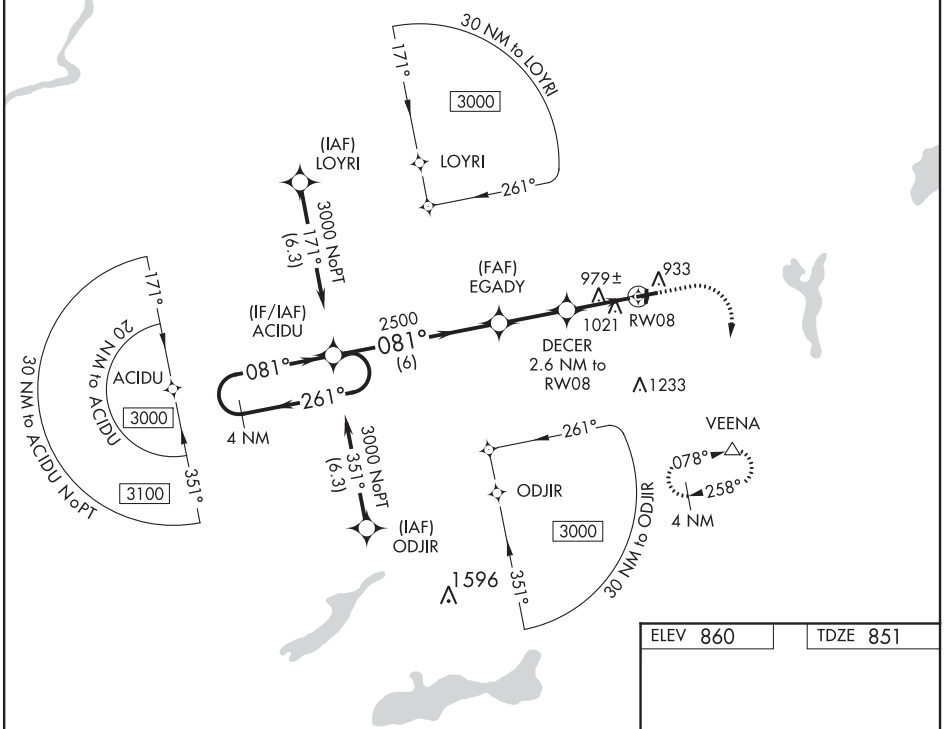 30 NM to LOYRI
171°
3000
LOYRI
261°
(IAF)
LOYRI
3000 NoPT
171°
(6.3)
(FAF)
EGADY
979±
933
1021
RW08
(IF/IAF)
ACIDU
2500
081°
(6)
DECER
2.6 NM to
RW08
081°
261°
4 NM
171°
20 NM to ACIDU
ACIDU
3000
30 NM to ACIDU NoPT
3100
351°
1233
VEENA
078°
258°
4 NM
3000 NoPT
351°
(6.3)
(IAF)
ODJIR
261°
ODJIR
3000
30 NM to ODJIR
351°
1596
ELEV 860
TDZE 851